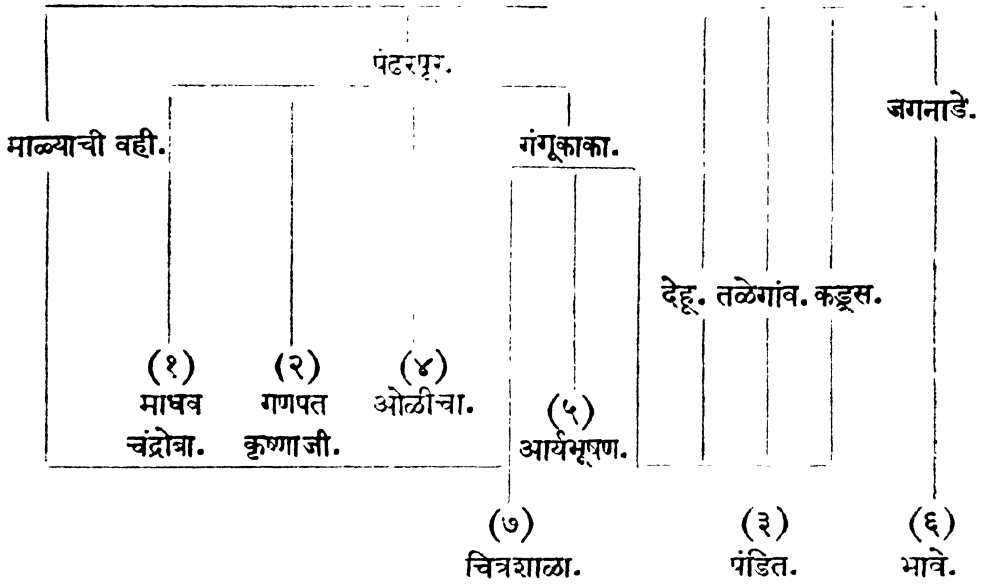 पंढरपूर.
जगनाडे.
माळ्याची वही. गंगूकाका.
देहू. तळेगांव. कडूस.
(१) (२) (४)
माधव गणपत ओळीचा. (५)
चंद्रोबा. कृष्णाजी. आर्यभूषण.
(७) (३) (६)
चित्रशाळा. पंडित. भावे.